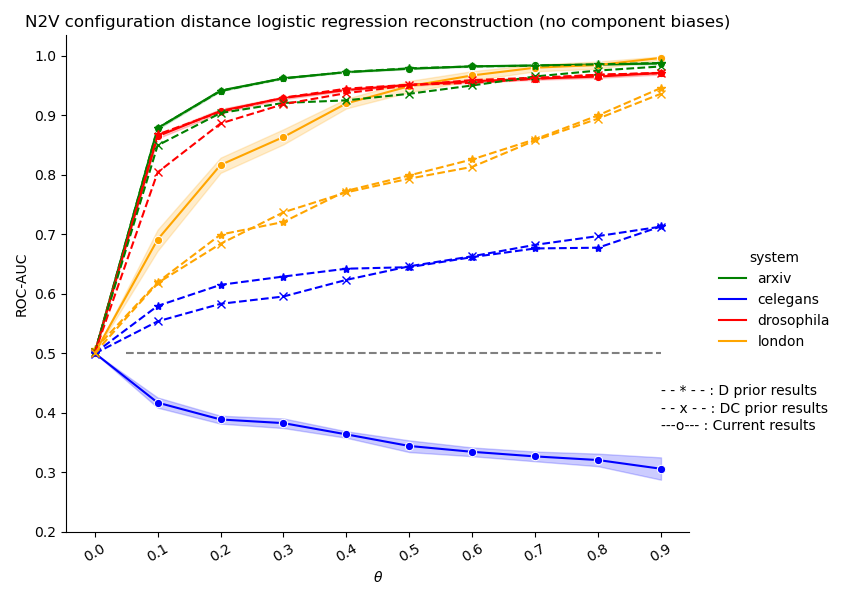 N2V configuration distance logistic regression reconstruction (no component biases)
1.0
0.9
0.8
0.7
0.6
0.5
0.4
0.3
0.2
ROC-AUC
0.0 0.1 0.2 0.3 0.4 0.5 0.6 0.7 0.8 0.9
θ
system
arxiv
celegans
drosophila
london
- - * - - : D prior results
- - x - - : DC prior results
---o--- : Current results